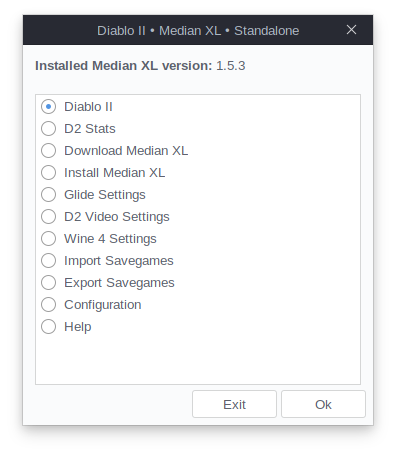 Diablo II • Median XL • Standalone
Installed Median XL version: 1.5.3
Diablo II
D2 Stats
Download Median XL
Install Median XL
Glide Settings
D2 Video Settings
Wine 4 Settings
Import Savegames
Export Savegames
Configuration
Help
Exit
Ok